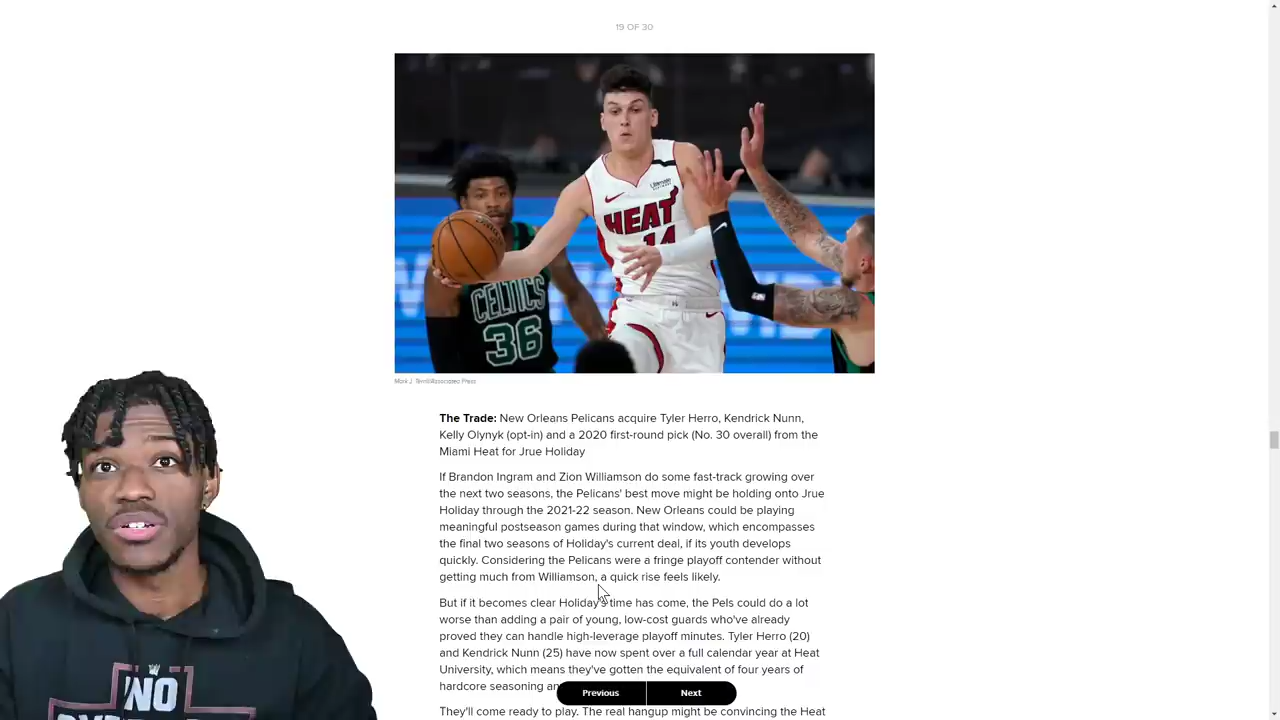 19 OF 30
HEAT
14
CELTICS
36
Mark J. Terrill/Associated Press
The Trade: New Orleans Pelicans acquire Tyler Herro, Kendrick Nunn,
Kelly Olynyk (opt-in) and a 2020 first-round pick (No. 30 overall) from the
Miami Heat for Jrue Holiday
If Brandon Ingram and Zion Williamson do some fast-track growing over
the next two seasons, the Pelicans' best move might be holding onto Jrue
Holiday through the 2021-22 season. New Orleans could be playing
meaningful postseason games during that window, which encompasses
the final two seasons of Holiday's current deal, if its youth develops
quickly. Considering the Pelicans were a fringe playoff contender without
getting much from Williamson, a quick rise feels likely.
But if it becomes clear Holiday's time has come, the Pels could do a lot
worse than adding a pair of young, low-cost guards who've already
proved they can handle high-leverage playoff minutes. Tyler Herro (20)
and Kendrick Nunn (25) have now spent over a full calendar year at Heat
University, which means they've gotten the equivalent of four years of
hardcore seasoning an
Previous Next
They'll come ready to play. The real hangup might be convincing the Heat
NO